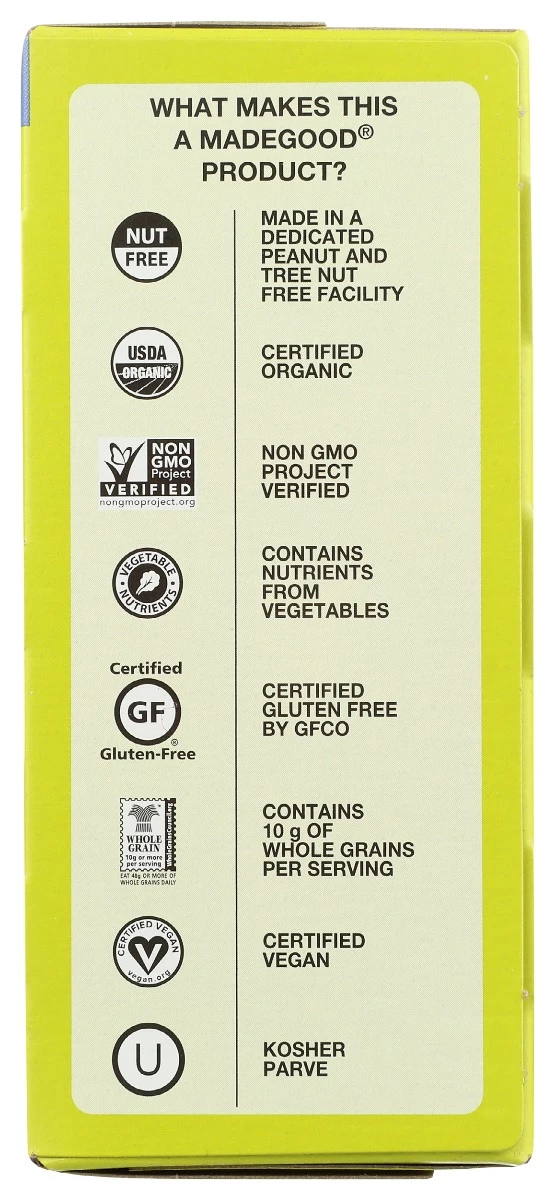 WHAT MAKES THIS
A MADEGOOD®
PRODUCT?
NUT
FREE
MADE IN A
DEDICATED
PEANUT AND
TREE NUT
FREE FACILITY
USDA
ORGANIC
CERTIFIED
ORGANIC
NON
GMO
Project
VERIFIED
nongmoproject.org
NON GMO
PROJECT
VERIFIED
VEGETABLE
NUTRIENTS
CONTAINS
NUTRIENTS
FROM
VEGETABLES
Certified
GF
®
Gluten-Free
CERTIFIED
GLUTEN FREE
BY GFCO
WHOLE
GRAIN
10g or more
per serving
WholeGrainCouncil.org
EAT 48g OR MORE OF
WHOLE GRAINS DAILY
CONTAINS
10 g OF
WHOLE GRAINS
PER SERVING
CERTIFIED VEGAN
vegan.org
CERTIFIED
VEGAN
U
KOSHER
PARVE